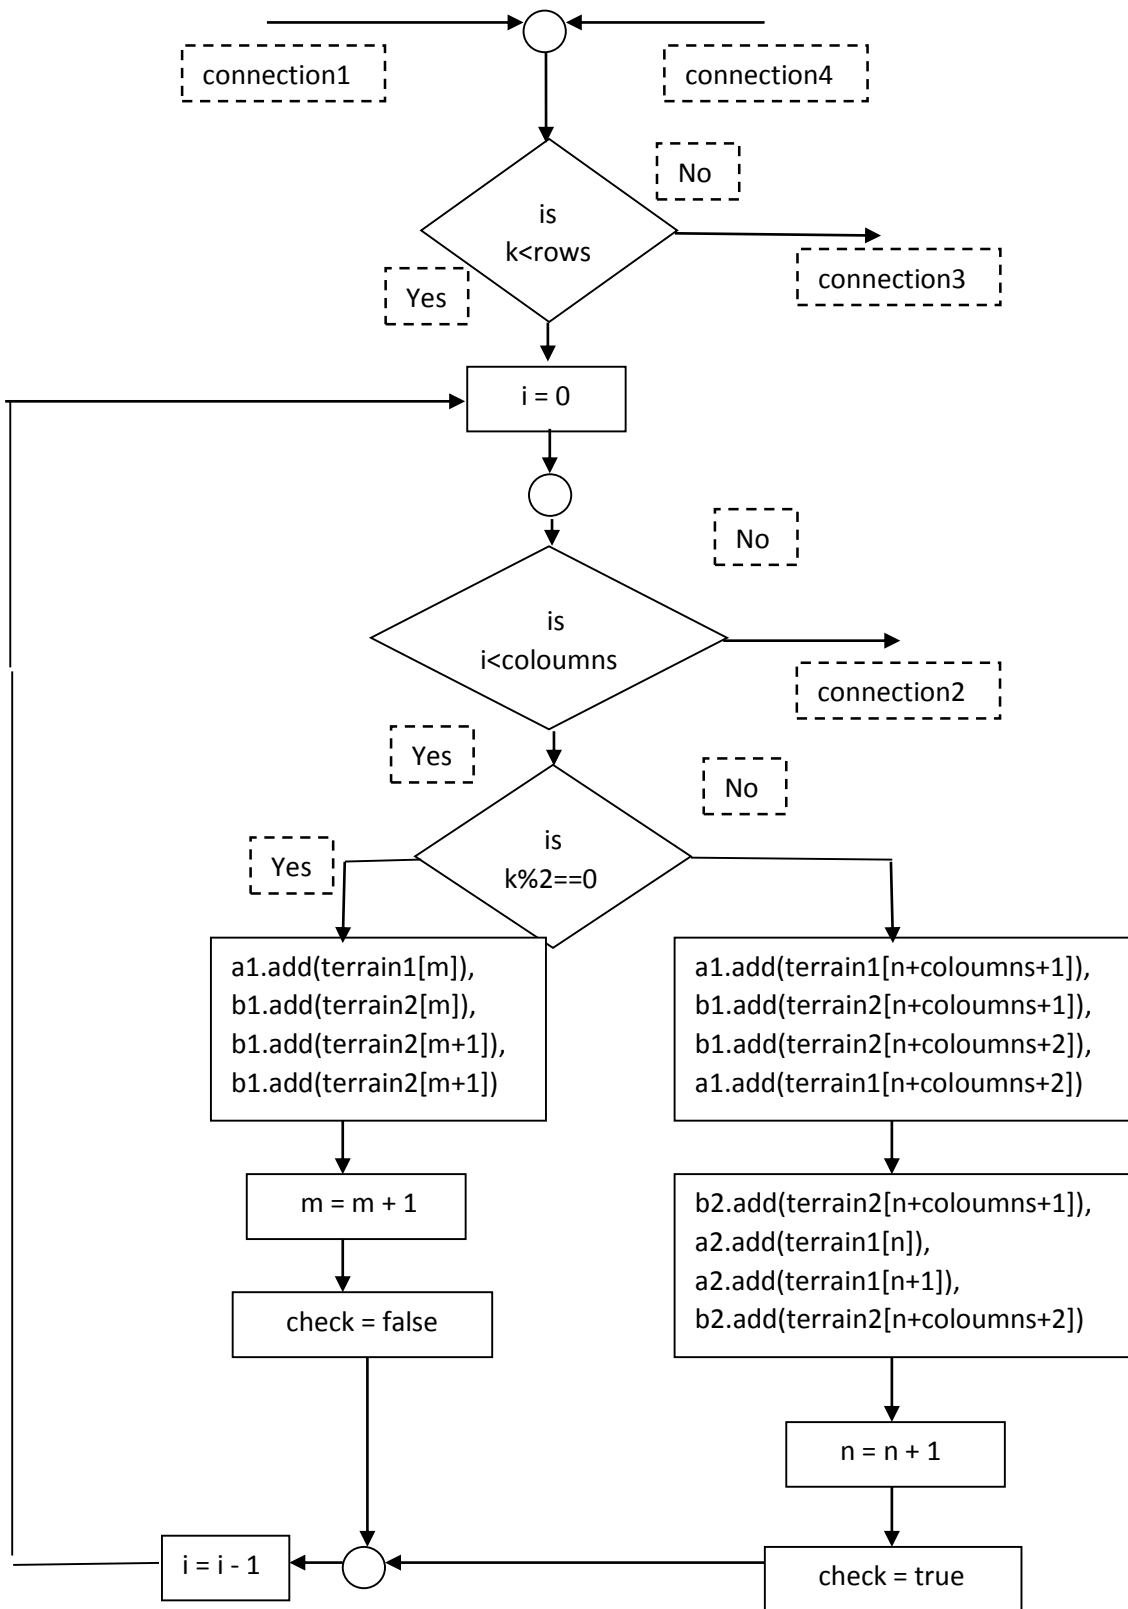 connection1
connection4
No
is
k<rows
connection3
Yes
i = 0
No
is
i<coloumns
connection2
Yes
No
is
k%2==0
Yes
a1.add(terrain1[m]),
b1.add(terrain2[m]),
b1.add(terrain2[m+1]),
b1.add(terrain2[m+1])
a1.add(terrain1[n+coloumns+1]),
b1.add(terrain2[n+coloumns+1]),
b1.add(terrain2[n+coloumns+2]),
a1.add(terrain1[n+coloumns+2])
m = m + 1
b2.add(terrain2[n+coloumns+1]),
a2.add(terrain1[n]),
a2.add(terrain1[n+1]),
b2.add(terrain2[n+coloumns+2])
check = false
n = n + 1
i = i - 1
check = true